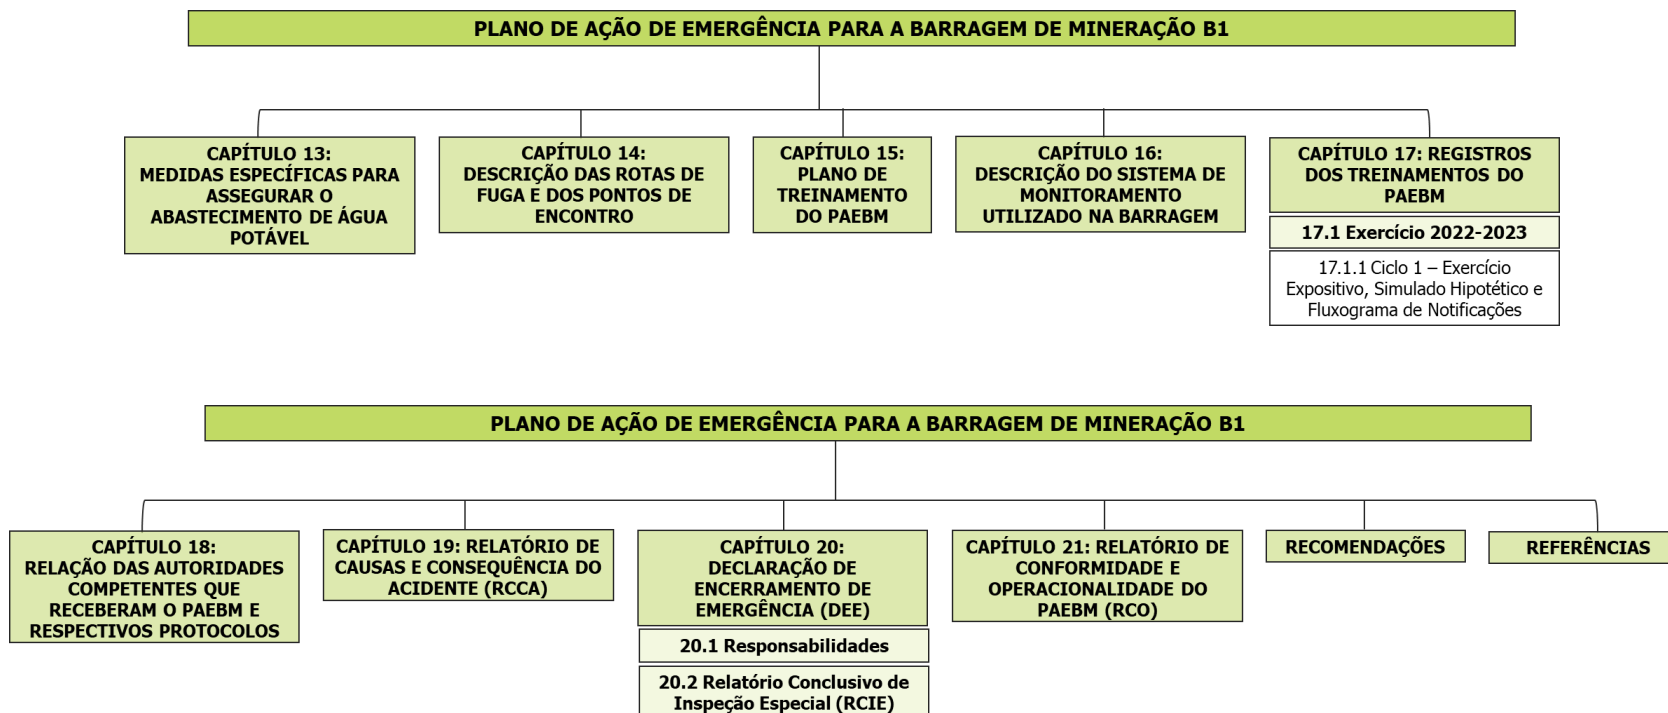 PLANO DE AÇÃO DE EMERGÊNCIA PARA A BARRAGEM DE MINERAÇÃO B1
CAPÍTULO 13:
MEDIDAS ESPECÍFICAS PARA
ASSEGURAR O
ABASTECIMENTO DE ÁGUA
POTÁVEL
CAPÍTULO 14:
DESCRIÇÃO DAS ROTAS DE
FUGA E DOS PONTOS DE
ENCONTRO
CAPÍTULO 15:
PLANO DE
TREINAMENTO
DO PAEBM
CAPÍTULO 16:
DESCRIÇÃO DO SISTEMA DE
MONITORAMENTO
UTILIZADO NA BARRAGEM
CAPÍTULO 17: REGISTROS
DOS TREINAMENTOS DO
PAEBM
17.1 Exercício 2022-2023
17.1.1 Ciclo 1 – Exercício
Expositivo, Simulado Hipotético e
Fluxograma de Notificações
PLANO DE AÇÃO DE EMERGÊNCIA PARA A BARRAGEM DE MINERAÇÃO B1
CAPÍTULO 18:
RELAÇÃO DAS AUTORIDADES
COMPETENTES QUE
RECEBERAM O PAEBM E
RESPECTIVOS PROTOCOLOS
CAPÍTULO 19: RELATÓRIO DE
CAUSAS E CONSEQUÊNCIA DO
ACIDENTE (RCCA)
CAPÍTULO 20:
DECLARAÇÃO DE
ENCERRAMENTO DE
EMERGÊNCIA (DEE)
20.1 Responsabilidades
20.2 Relatório Conclusivo de
Inspeção Especial (RCIE)
CAPÍTULO 21: RELATÓRIO DE
CONFORMIDADE E
OPERACIONALIDADE DO
PAEBM (RCO)
RECOMENDAÇÕES
REFERÊNCIAS